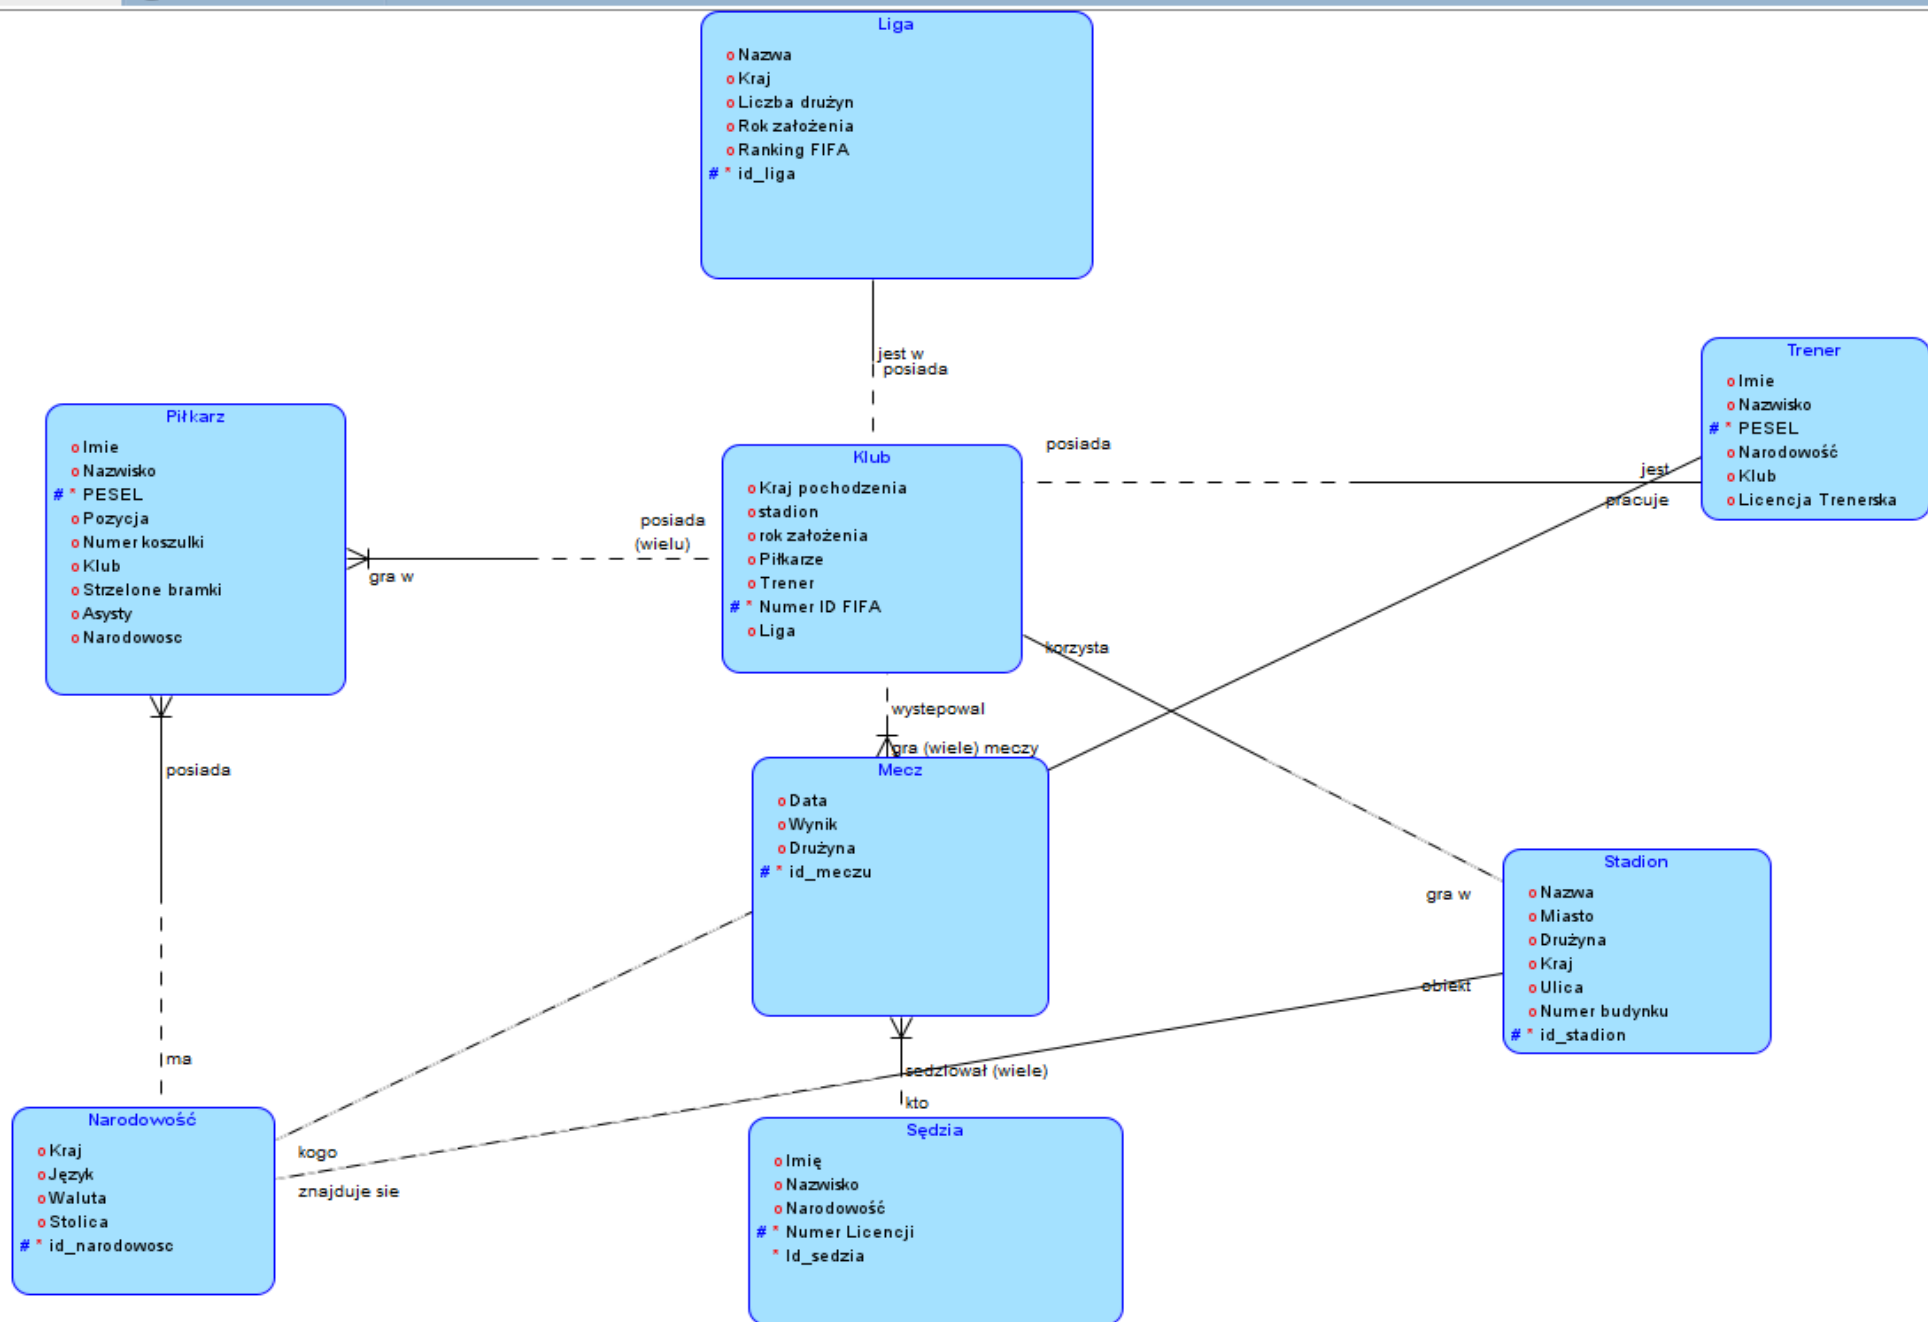 Liga
o Nazwa
o Kraj
o Liczba drużyn
o Rok założenia
o Ranking FIFA
# * id_liga
jest w
posiada
Trener
o Imie
o Nazwisko
# * PESEL
o Narodowość
o Klub
o Licencja Trenerska
posiada
jest
pracuje
Piłkarz
o Imie
o Nazwisko
# * PESEL
o Pozycja
o Numer koszulki
o Klub
o Strzelone bramki
o Asysty
o Narodowosc
posiada
(wielu)
gra w
Klub
o Kraj pochodzenia
o stadion
o rok założenia
o Piłkarze
o Trener
# * Numer ID FIFA
o Liga
korzysta
wystepowal
gra (wiele) meczy
Mecz
o Data
o Wynik
o Drużyna
# * id_meczu
posiada
ma
gra w
obiekt
Stadion
o Nazwa
o Miasto
o Drużyna
o Kraj
o Ulica
o Numer budynku
# * id_stadion
sedziował (wiele)
kto
Narodowość
o Kraj
o Język
o Waluta
o Stolica
# * id_narodowosc
kogo
znajduje sie
Sędzia
o Imię
o Nazwisko
o Narodowość
# * Numer Licencji
* Id_sedzia